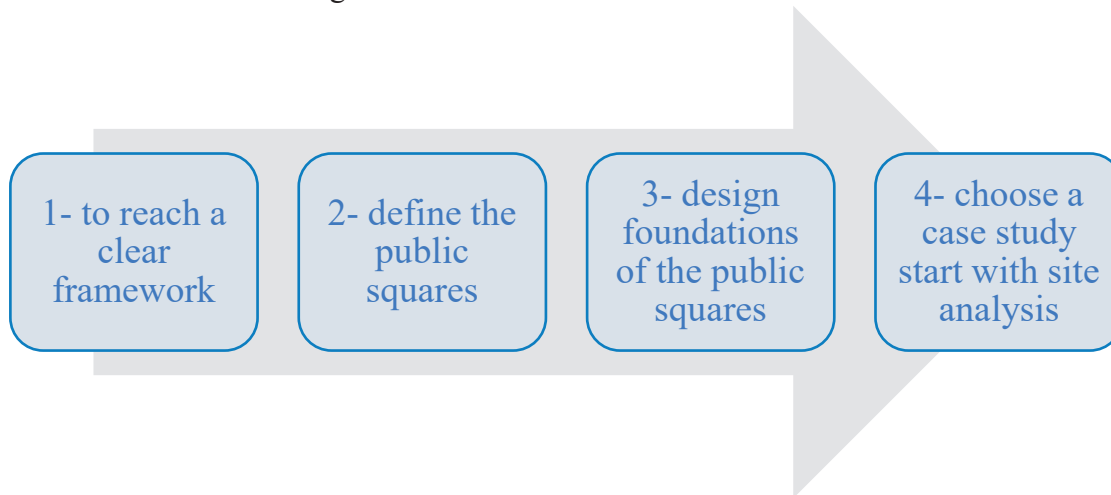 1- to reach a
clear
framework
2- define the
public
squares
3- design
foundations
of the public
squares
4- choose a
case study
start with site
analysis